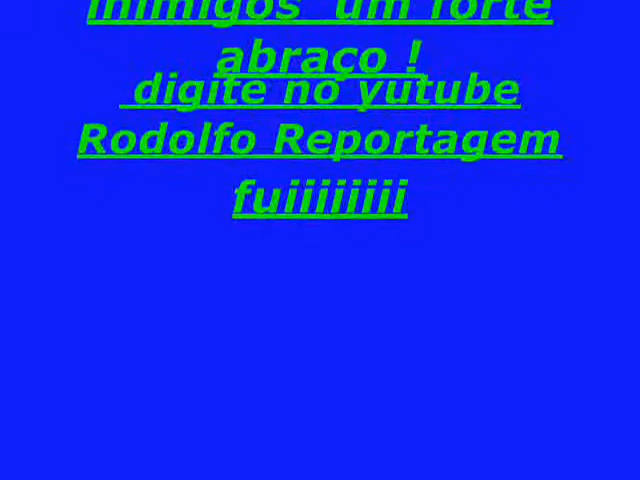 inimigos um forte
abraço !
digite no yutube
Rodolfo Reportagem
fuiiiiiiii